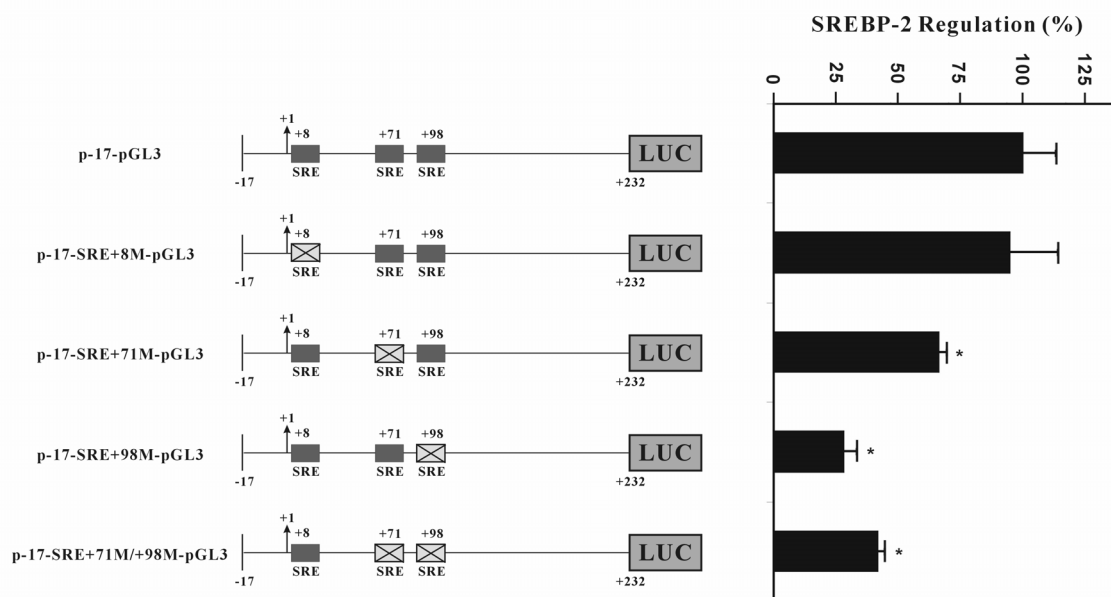 SREBP-2 Regulation (%)
0 25 50 75 100 125
+1
+8 +71 +98
p-17-pGL3 LUC
SRE SRE SRE
-17 +232
+1
+8 +71 +98
p-17-SRE+8M-pGL3 LUC
SRE SRE SRE
-17 +232
+1
+8 +71 +98
p-17-SRE+71M-pGL3 LUC *
SRE SRE SRE
-17 +232
+1
+8 +71 +98
p-17-SRE+98M-pGL3 LUC *
SRE SRE SRE
-17 +232
+1
+8 +71 +98
p-17-SRE+71M/+98M-pGL3 LUC *
SRE SRE SRE
-17 +232